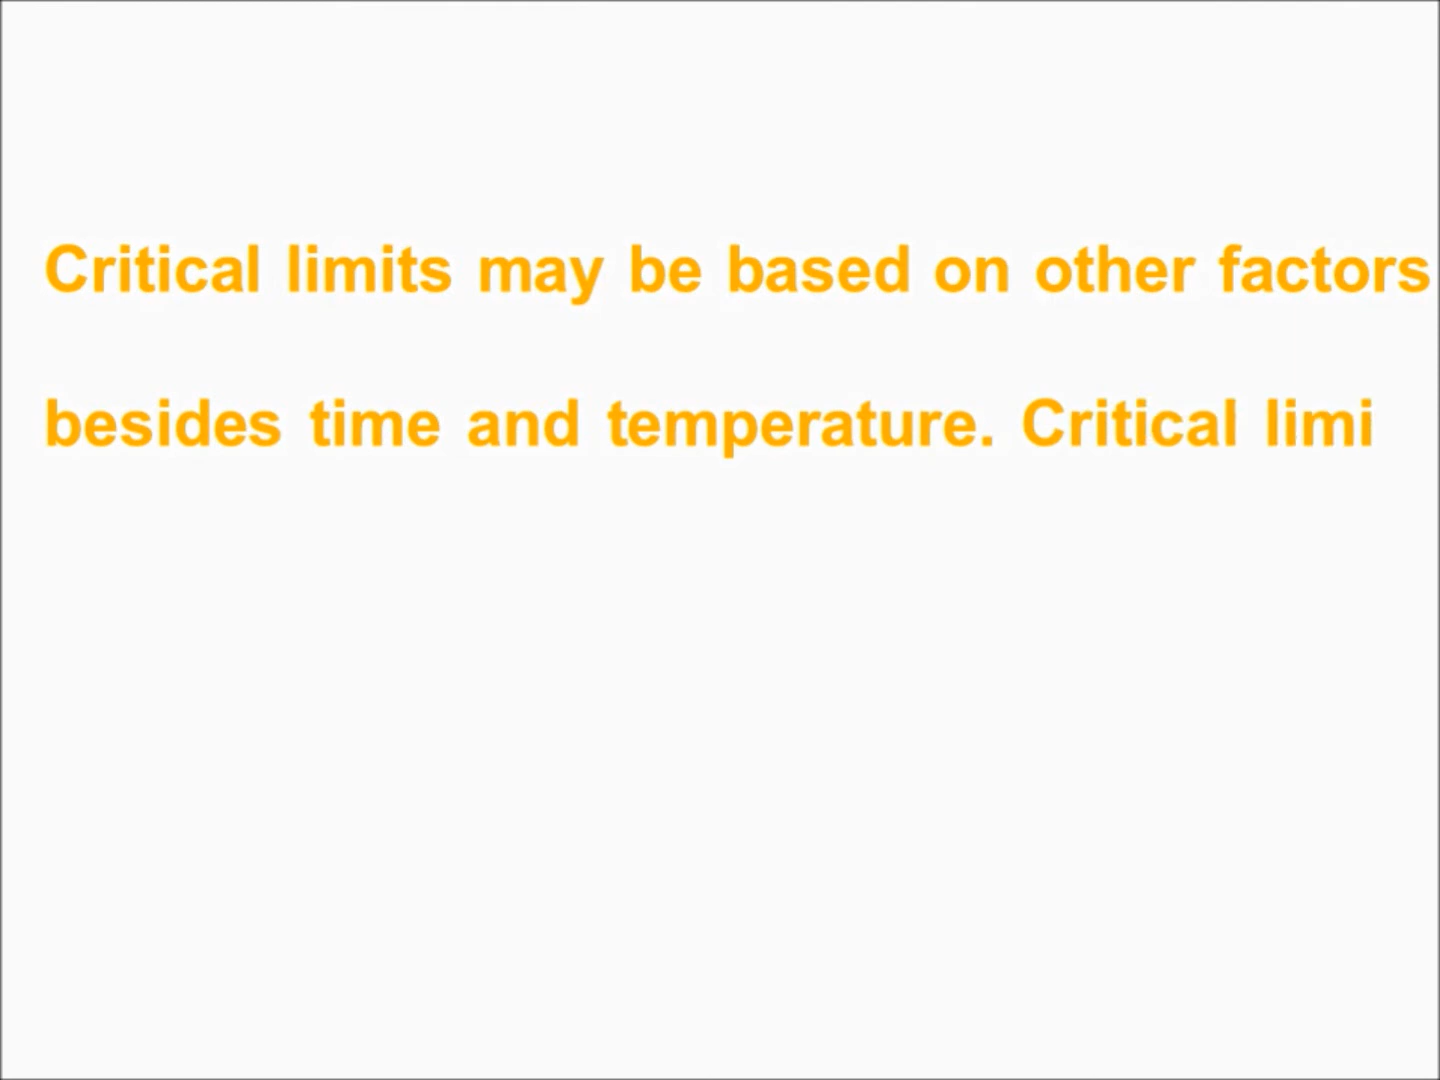 Critical limits may be based on other factors
besides time and temperature. Critical limi